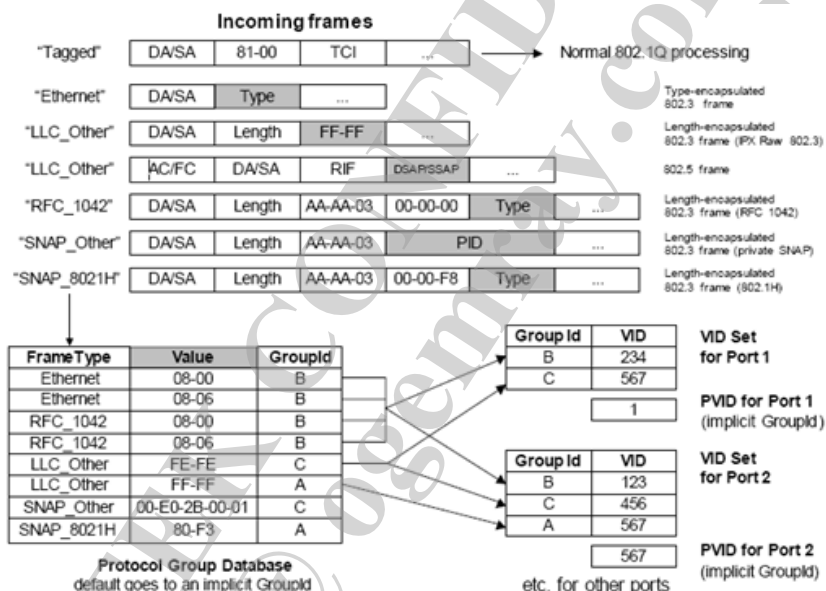 Incoming frames
"Tagged" DA/SA 81-00 TCI ... Normal 802.1Q processing
"Ethernet" DA/SA Type ... Type-encapsulated
802.3 frame
"LLC_Other" DA/SA Length FF-FF ... Length-encapsulated
802.3 frame (IPX Raw 802.3)
"LLC_Other" AC/FC DA/SA RIF DSAP/SSAP ... 802.5 frame
"RFC_1042" DA/SA Length AA-AA-03 00-00-00 Type ... Length-encapsulated
802.3 frame (RFC 1042)
"SNAP_Other" DA/SA Length AA-AA-03 PID ... Length-encapsulated
802.3 frame (private SNAP)
"SNAP_8021H" DA/SA Length AA-AA-03 00-00-F8 Type ... Length-encapsulated
802.3 frame (802.1H)
FrameType Value GroupId
Ethernet 08-00 B
Ethernet 08-06 B
RFC_1042 08-00 B
RFC_1042 08-06 B
LLC_Other FE-FE C
LLC_Other FF-FF A
SNAP_Other 00-E0-2B-00-01 C
SNAP_8021H 80-F3 A
Protocol Group Database
default goes to an implicit GroupId
Group Id VID
B 234
C 567
VID Set
for Port 1
1
PVID for Port 1
(implicit GroupId)
Group Id VID
B 123
C 456
A 567
VID Set
for Port 2
567
PVID for Port 2
(implicit GroupId)
etc. for other ports